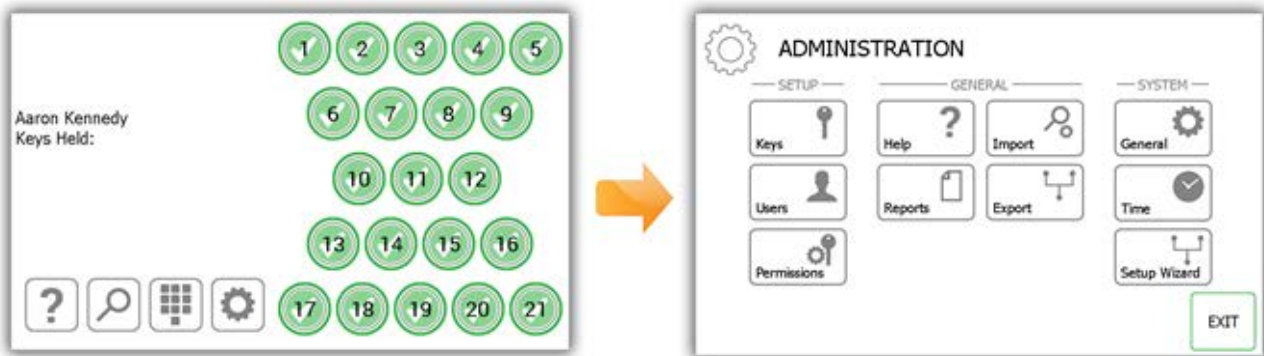 1 2 3 4 5
6 7 8 9
Aaron Kennedy
Keys Held:
10 11 12
13 14 15 16
?
17 18 19 20 21
ADMINISTRATION
SETUP GENERAL SYSTEM
? 
Keys Help Import General
Users Reports Export Time
Permissions Setup Wizard
EXIT